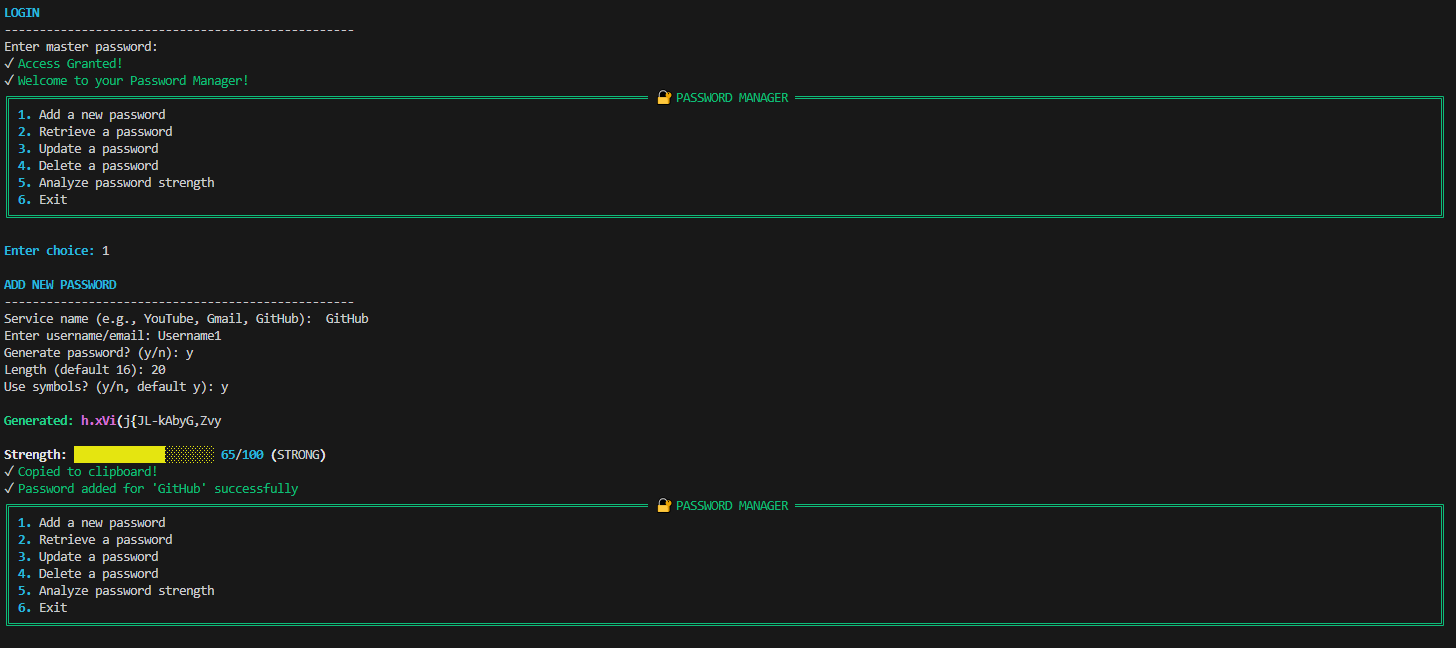 LOGIN
--------------------------------------------------
Enter master password:
✓ Access Granted!
✓ Welcome to your Password Manager!
🔐 PASSWORD MANAGER
1. Add a new password
2. Retrieve a password
3. Update a password
4. Delete a password
5. Analyze password strength
6. Exit
Enter choice: 1
ADD NEW PASSWORD
--------------------------------------------------
Service name (e.g., YouTube, Gmail, GitHub):  GitHub
Enter username/email: Username1
Generate password? (y/n): y
Length (default 16): 20
Use symbols? (y/n, default y): y
Generated: h.xVi(j{JL-kAbyG,Zvy
Strength: █████████████░░░░░░░ 65/100 (STRONG)
✓ Copied to clipboard!
✓ Password added for 'GitHub' successfully
🔐 PASSWORD MANAGER
1. Add a new password
2. Retrieve a password
3. Update a password
4. Delete a password
5. Analyze password strength
6. Exit